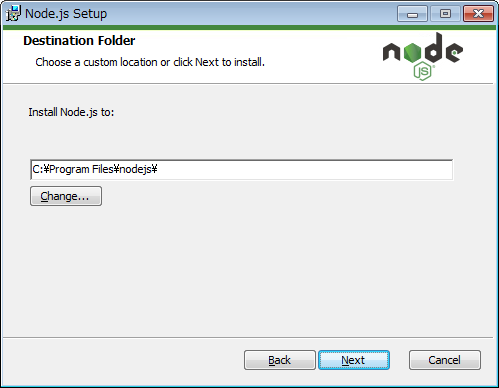 Node.js Setup
Destination Folder
Choose a custom location or click Next to install.
node
JS
Install Node.js to:
C:¥Program Files¥nodejs¥
Change...
Back
Next
Cancel